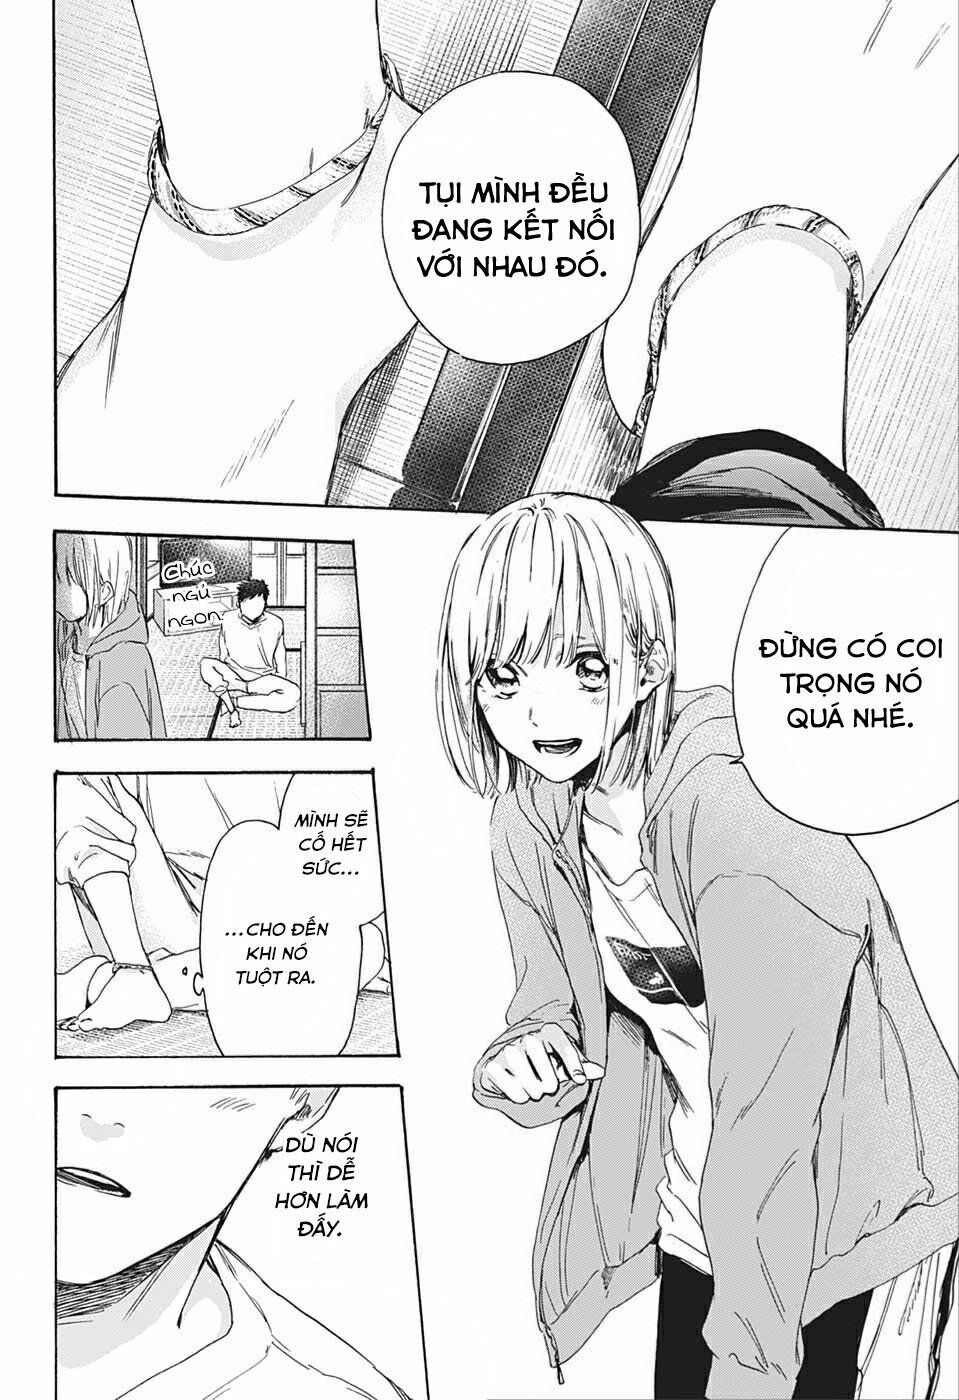 TỤI MÌNH ĐỀU
ĐANG KẾT NỐI
VỚI NHAU ĐÓ.
ĐỪNG CÓ COI
TRỌNG NÓ
QUÁ NHÉ.
Chúc
ngủ
ngon
MÌNH SẼ
CỐ HẾT
SỨC...
...CHO ĐẾN
KHI NÓ
TUỘT RA.
DÙ NÓI
THÌ DỄ
HƠN LÀM
ĐẤY.